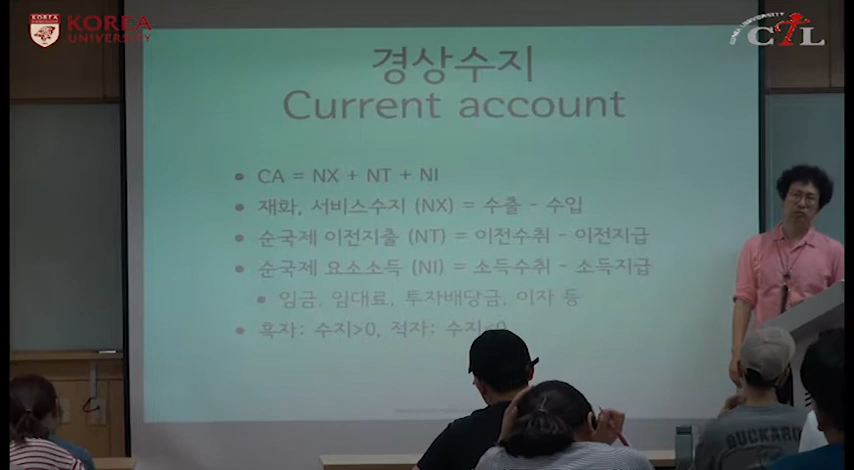 KOREA
UNIVERSITY
CTL
경상수지
Current account
• CA = NX + NT + NI
• 재화, 서비스수지 (NX) = 수출 - 수입
• 순국제 이전지출 (NT) = 이전수취 - 이전지급
• 순국제 요소소득 (NI) = 소득수취 - 소득지급
• 임금, 임대료, 투자배당금, 이자 등
• 흑자: 수지>0, 적자: 수지<0
BUCKARO